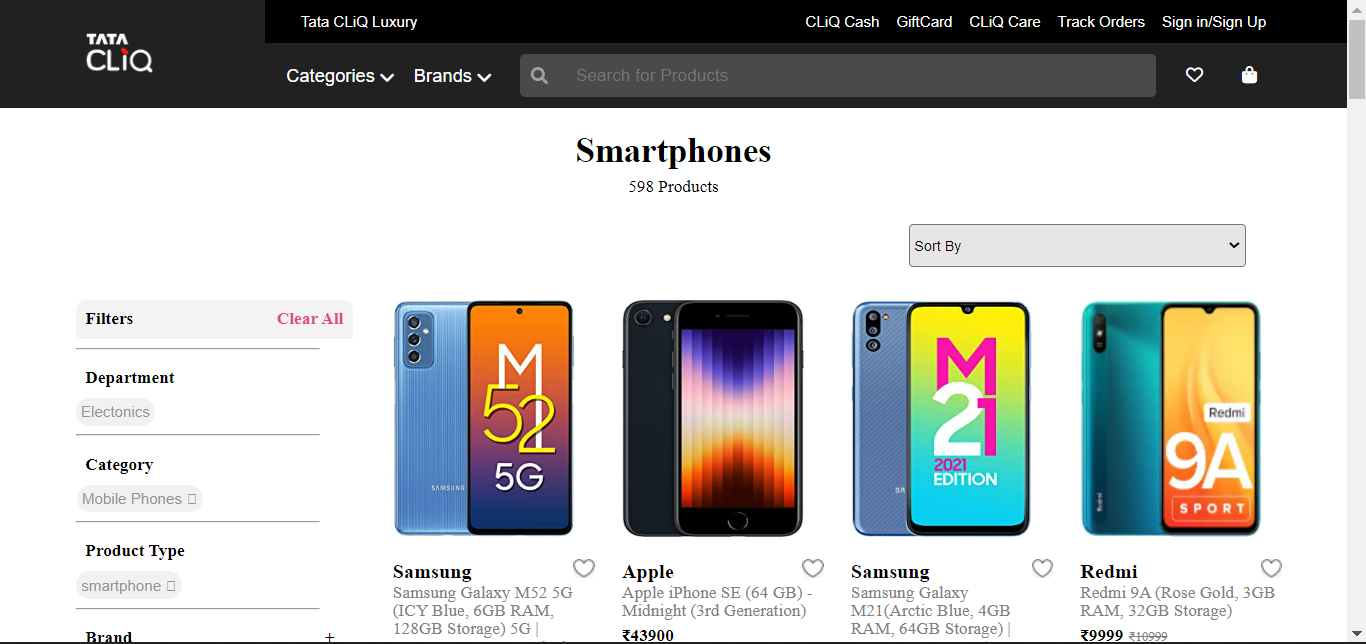 Tata CLiQ Luxury
CLiQ Cash GiftCard CLiQ Care Track Orders Sign in/Sign Up
TATA
CLiQ
Categories Brands Search for Products
Smartphones
598 Products
Sort By
Filters Clear All
Department
Electonics
Category
Mobile Phones
Product Type
smartphone
Brand +
M
52
5G
SAMSUNG
M
21
2021
EDITION
SA
Redmi
9A
SPORT
Redmi
Samsung
Samsung Galaxy M52 5G
(ICY Blue, 6GB RAM,
128GB Storage) 5G |
Apple
Apple iPhone SE (64 GB) -
Midnight (3rd Generation)
₹43900
Samsung
Samsung Galaxy
M21(Arctic Blue, 4GB
RAM, 64GB Storage) |
Redmi
Redmi 9A (Rose Gold, 3GB
RAM, 32GB Storage)
₹9999 ₹10999